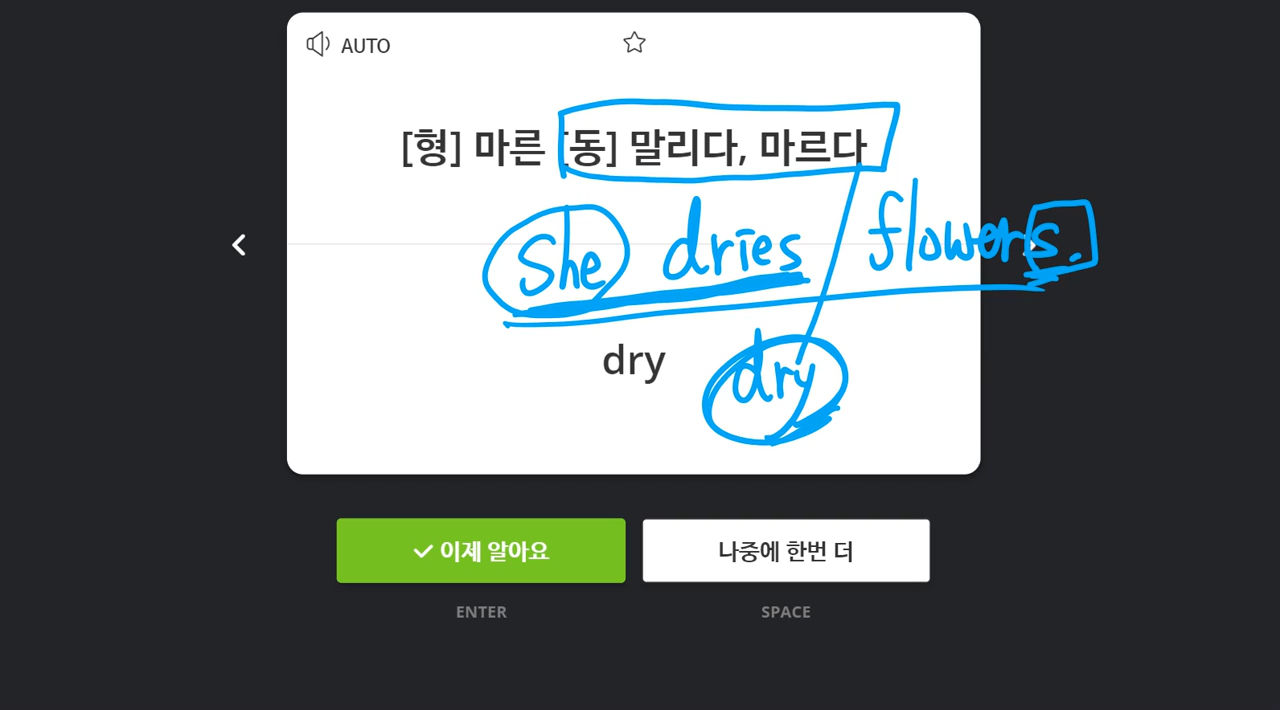 AUTO
[형] 마른 [동] 말리다, 마르다
She dries flowers.
dry dry
이제 알아요 나중에 한번 더
ENTER SPACE